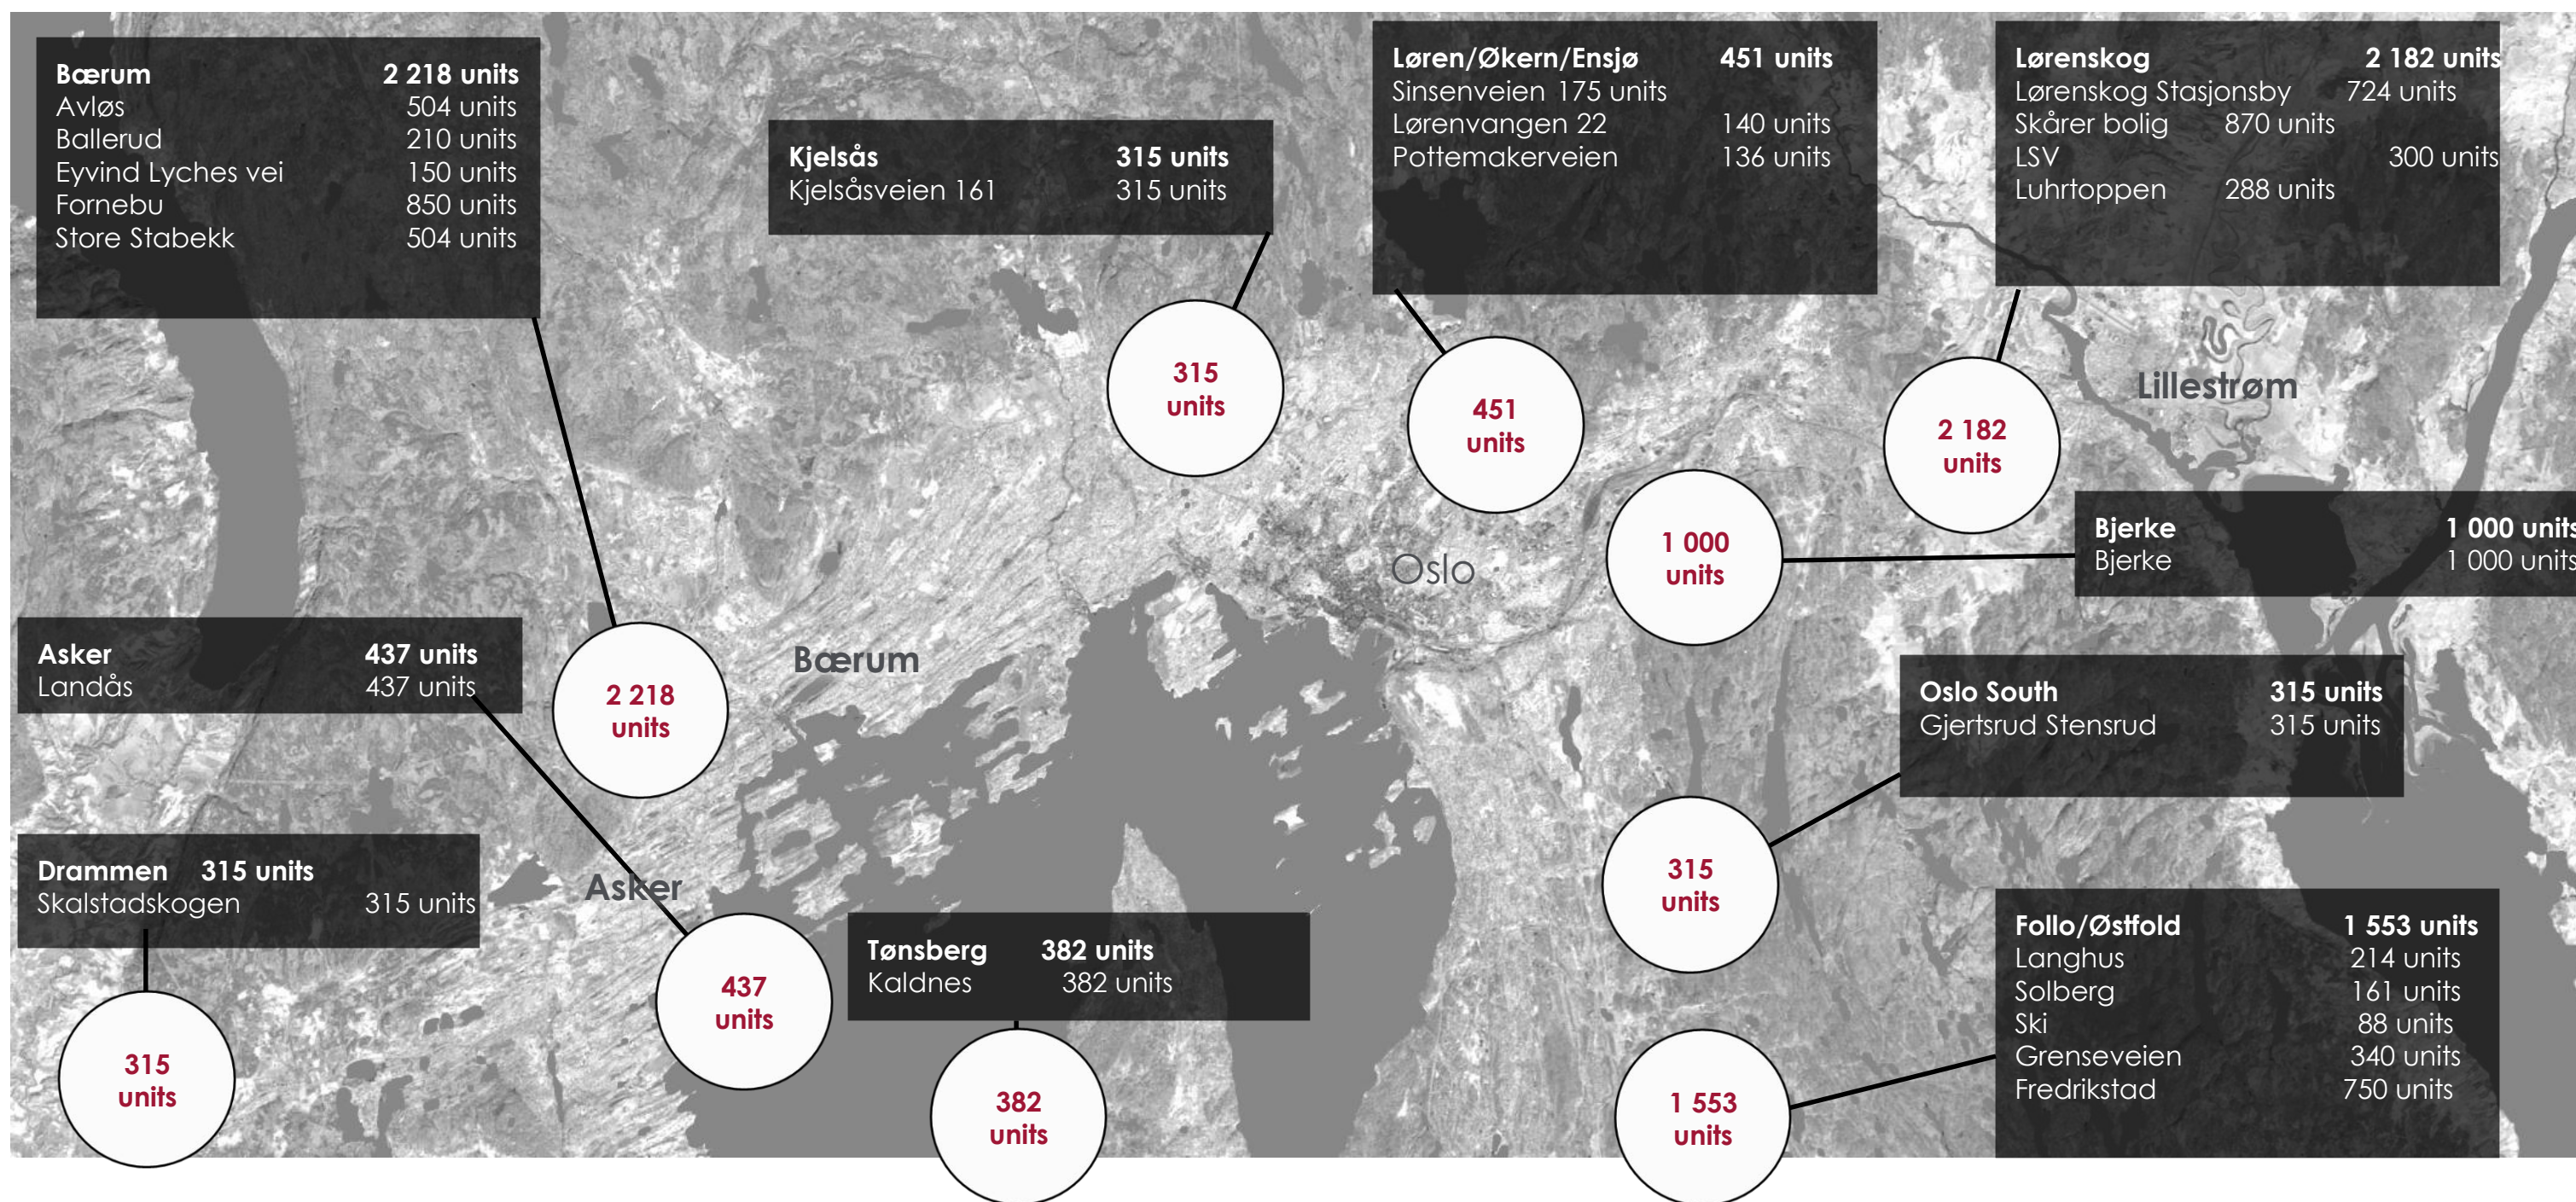 Bærum 2 218 units
Avløs 504 units
Ballerud 210 units
Eyvind Lyches vei 150 units
Fornebu 850 units
Store Stabekk 504 units
Kjelsås 315 units
Kjelsåsveien 161 315 units
Løren/Økern/Ensjø 451 units
Sinsenveien 175 units
Lørenvangen 22 140 units
Pottemakerveien 136 units
Lørenskog 2 182 units
Lørenskog Stasjonsby 724 units
Skårer bolig 870 units
LSV 300 units
Luhrtoppen 288 units
315
units
451
units
2 182
units
Lillestrøm
1 000
units
Oslo
Bjerke 1 000 units
Bjerke 1 000 units
Asker 437 units
Landås 437 units
2 218
units
Bærum
Oslo South 315 units
Gjertsrud Stensrud 315 units
315
units
Drammen 315 units
Skalstadskogen 315 units
Asker
437
units
Tønsberg 382 units
Kaldnes 382 units
Follo/Østfold 1 553 units
Langhus 214 units
Solberg 161 units
Ski 88 units
Grenseveien 340 units
Fredrikstad 750 units
315
units
382
units
1 553
units